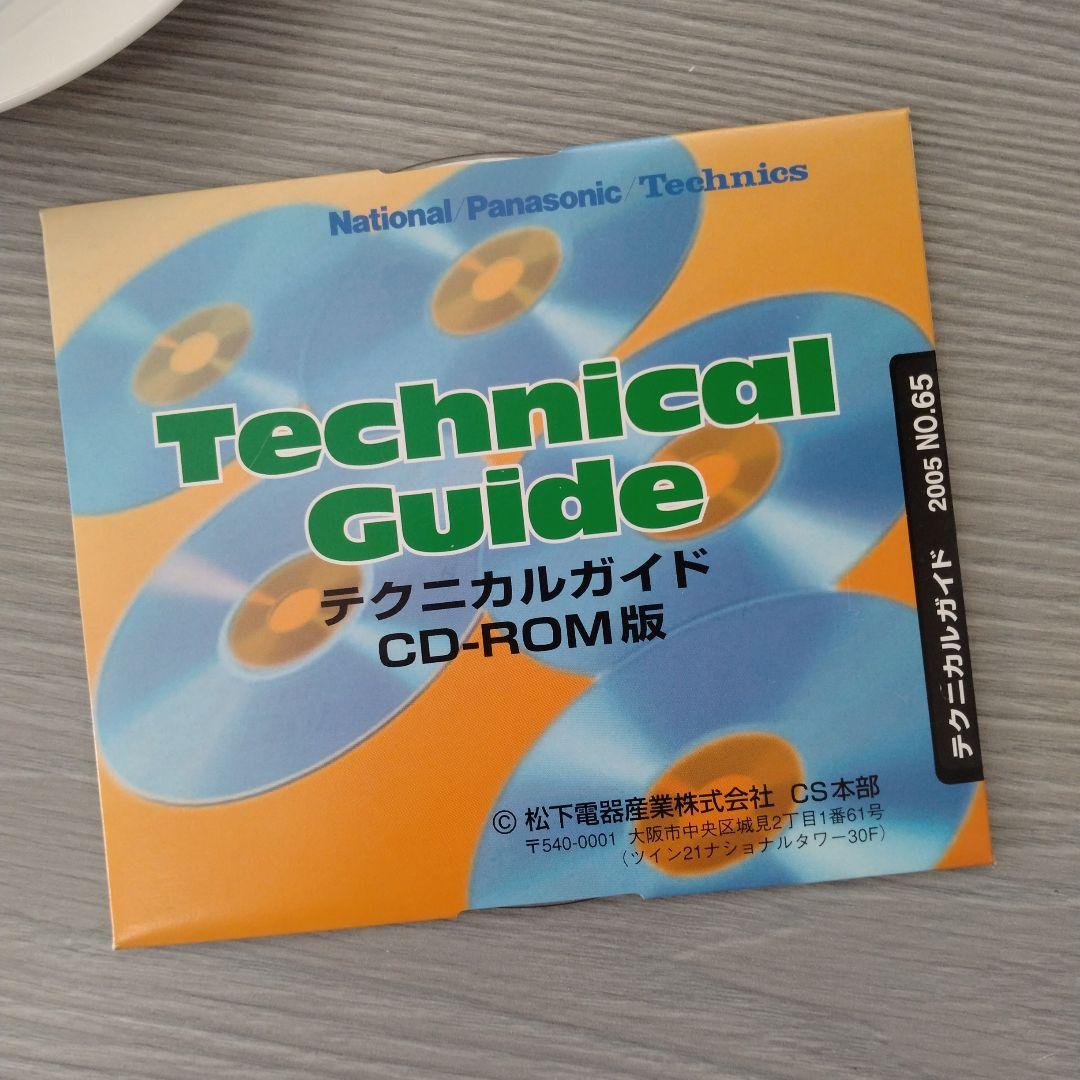 National/Panasonic/Technics
Technical
Guide
テクニカルガイド
CD-ROM版
テクニカルガイド 2005 NO.65
© 松下電器産業株式会社 CS本部
〒540-0001 大阪市中央区城見2丁目1番61号
（ツイン21ナショナルタワー30F）